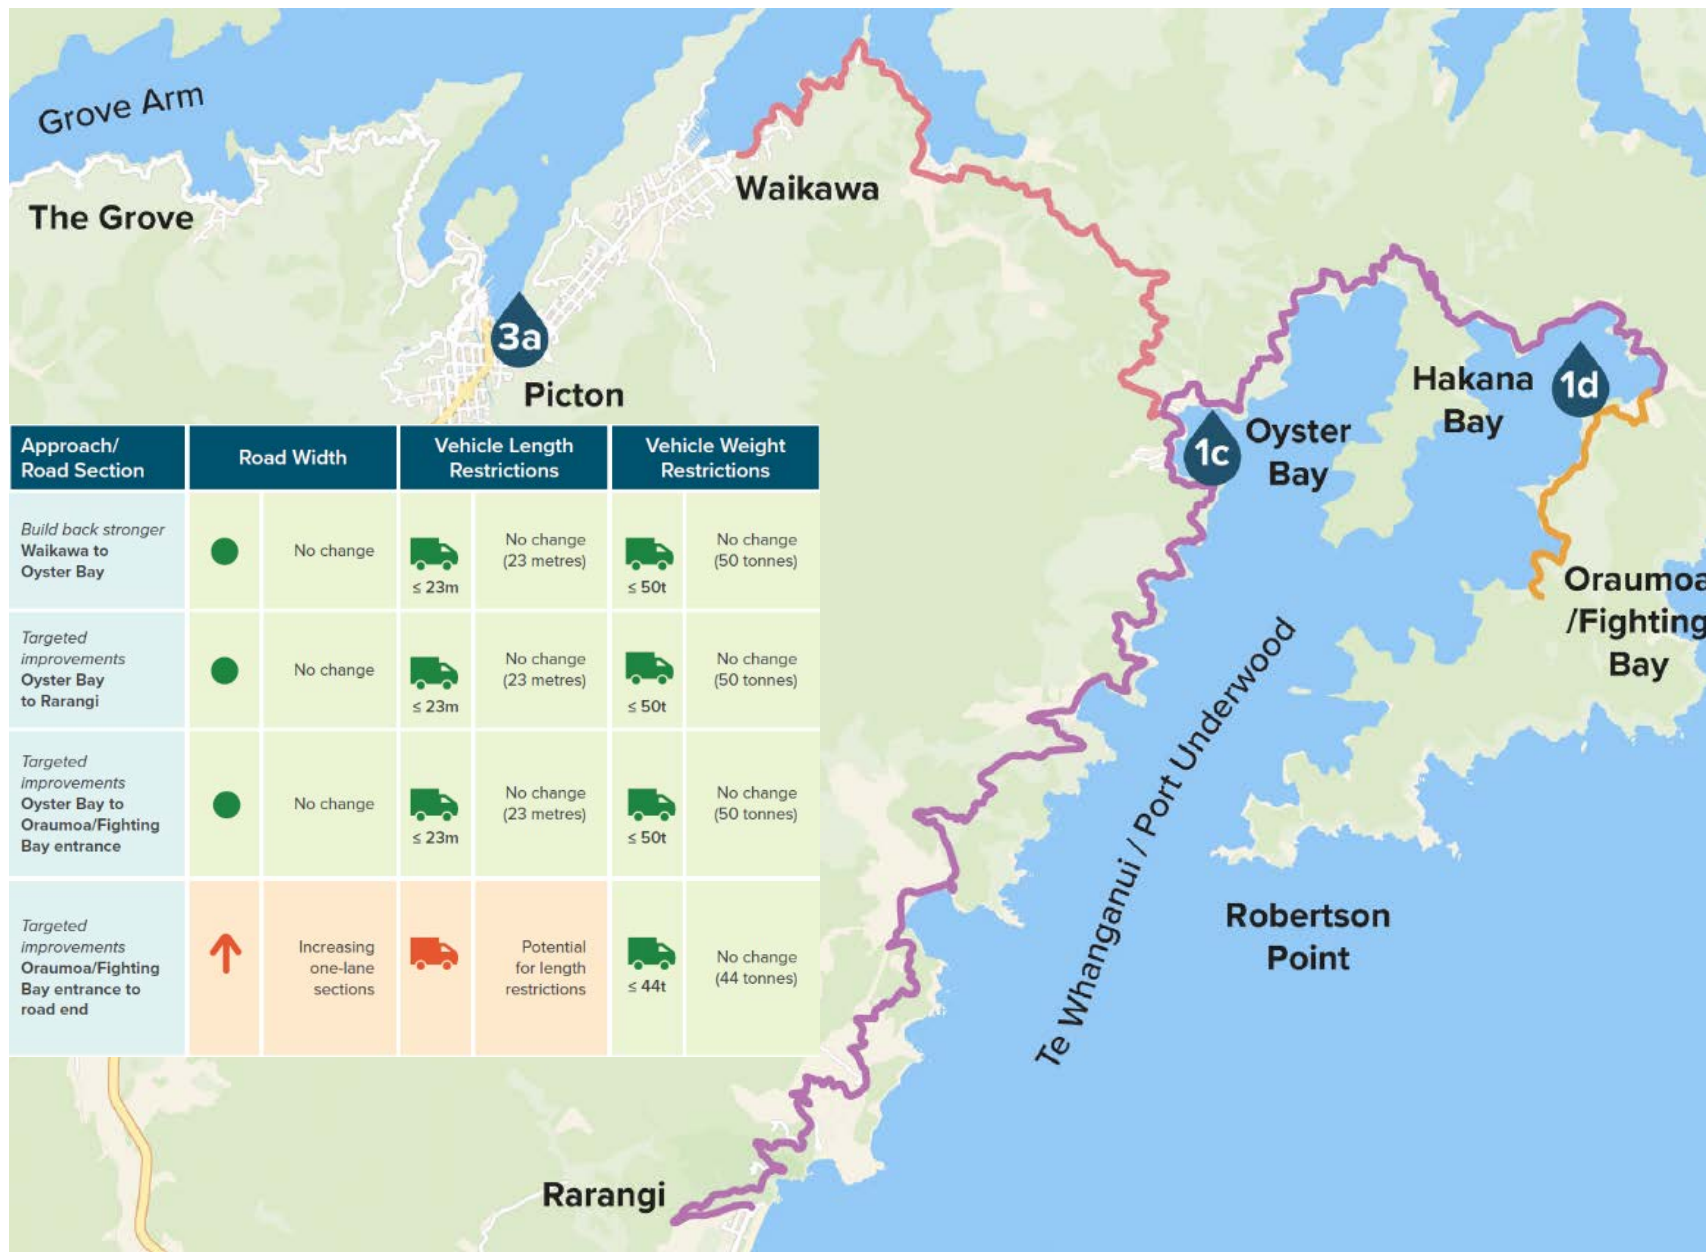 Grove Arm
The Grove
Waikawa
3a
Picton
Hakana
Bay
1d
Oyster
Bay
1c
Oraumoa
/Fighting
Bay
Te Whanganui / Port Underwood
Robertson
Point
Rarangi
Approach/
Road Section
Road Width
Vehicle Length
Restrictions
Vehicle Weight
Restrictions
Build back stronger
Waikawa to
Oyster Bay
No change
≤ 23m
No change
(23 metres)
≤ 50t
No change
(50 tonnes)
Targeted
improvements
Oyster Bay
to Rarangi
No change
≤ 23m
No change
(23 metres)
≤ 50t
No change
(50 tonnes)
Targeted
improvements
Oyster Bay to
Oraumoa/Fighting
Bay entrance
No change
≤ 23m
No change
(23 metres)
≤ 50t
No change
(50 tonnes)
Targeted
improvements
Oraumoa/Fighting
Bay entrance to
road end
Increasing
one-lane
sections
Potential
for length
restrictions
≤ 44t
No change
(44 tonnes)